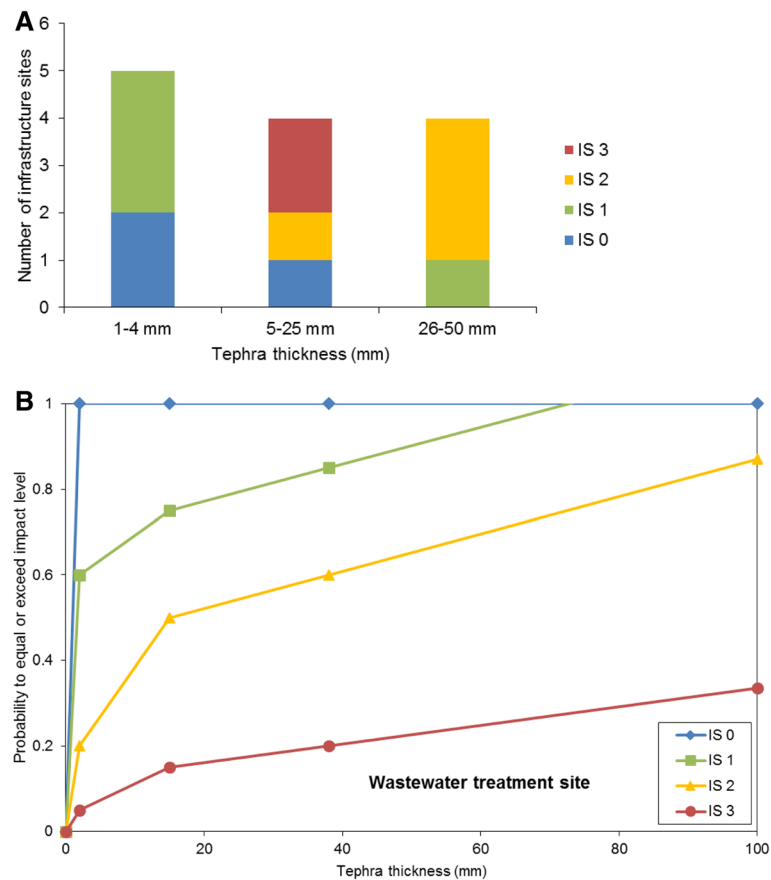 A
6
5
4
3
2
1
0
Number of infrastructure sites
1-4 mm 5-25 mm 26-50 mm
Tephra thickness (mm)
IS 3
IS 2
IS 1
IS 0
B
1
0.8
0.6
0.4
0.2
0
Probability to equal or exceed impact level
0 20 40 60 80 100
Tephra thickness (mm)
Wastewater treatment site
IS 0
IS 1
IS 2
IS 3